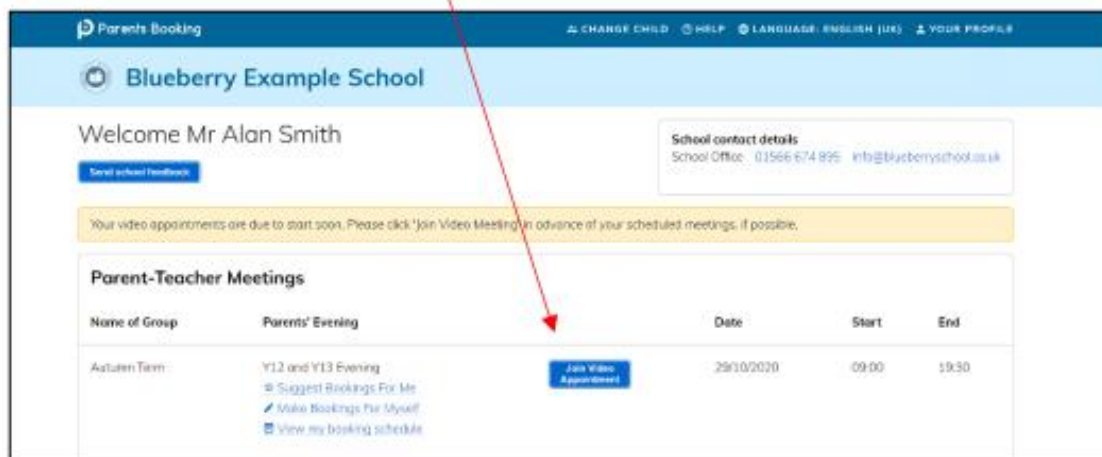 Parents Booking
CHANGE CHILD HELP LANGUAGE: ENGLISH (UK) YOUR PROFILE
Blueberry Example School
Welcome Mr Alan Smith
Send school feedback
School contact details
School Office 01566 674 895 info@blueberryschool.co.uk
Your video appointments are due to start soon. Please click "Join Video Meeting" in advance of your scheduled meetings, if possible.
Parent-Teacher Meetings
Name of Group Parents' Evening Date Start End
Autumn Term Y12 and Y13 Evening Join Video Appointment 29/10/2020 09:00 19:30
Suggest Bookings For Me
Make Bookings For Myself
View my booking schedule